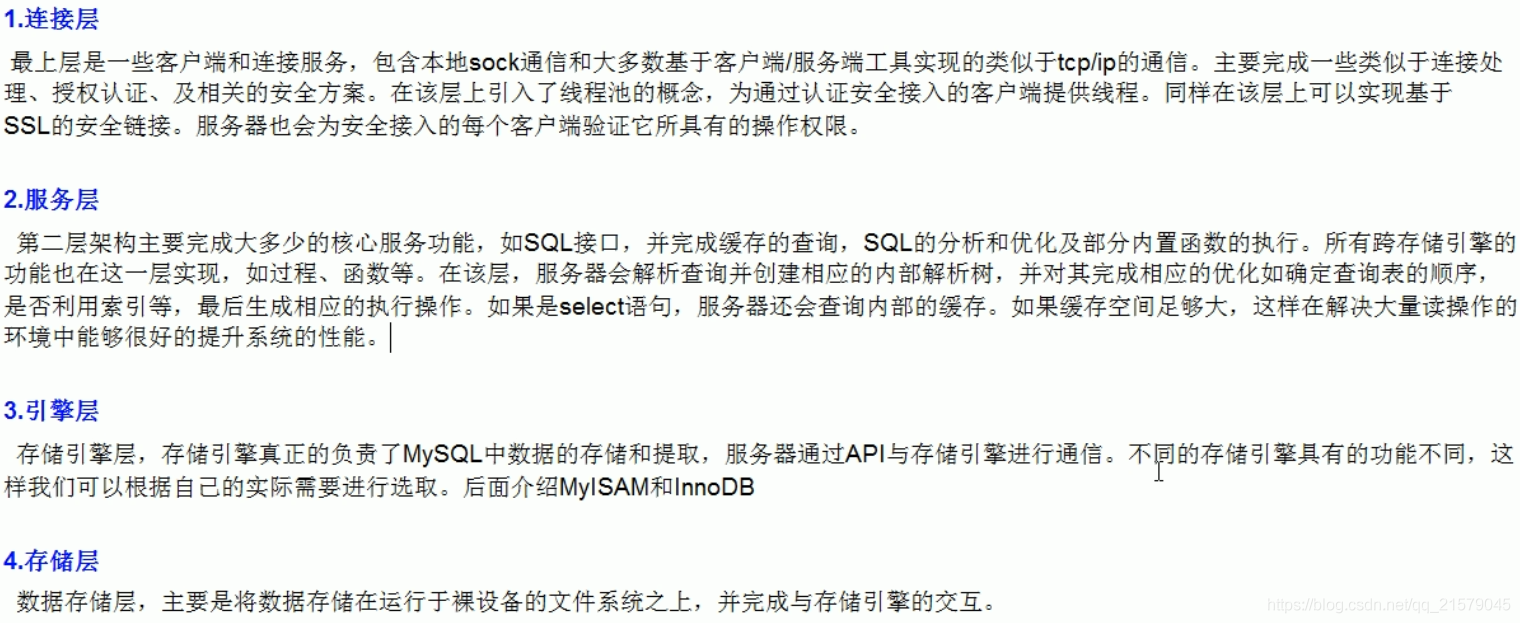 1.连接层
最上层是一些客户端和连接服务，包含本地sock通信和大多数基于客户端/服务端工具实现的类似于tcp/ip的通信。主要完成一些类似于连接处
理、授权认证、及相关的安全方案。在该层上引入了线程池的概念，为通过认证安全接入的客户端提供线程。同样在该层上可以实现基于
SSL的安全链接。服务器也会为安全接入的每个客户端验证它所具有的操作权限。
2.服务层
第二层架构主要完成大多少的核心服务功能，如SQL接口，并完成缓存的查询，SQL的分析和优化及部分内置函数的执行。所有跨存储引擎的
功能也在这一层实现，如过程、函数等。在该层，服务器会解析查询并创建相应的内部解析树，并对其完成相应的优化如确定查询表的顺序，
是否利用索引等，最后生成相应的执行操作。如果是select语句，服务器还会查询内部的缓存。如果缓存空间足够大，这样在解决大量读操作的
环境中能够很好的提升系统的性能。
3.引擎层
存储引擎层，存储引擎真正的负责了MySQL中数据的存储和提取，服务器通过API与存储引擎进行通信。不同的存储引擎具有的功能不同，这
样我们可以根据自己的实际需要进行选取。后面介绍MyISAM和InnoDB
4.存储层
数据存储层，主要是将数据存储在运行于裸设备的文件系统之上，并完成与存储引擎的交互。
https://blog.csdn.net/qq_21579045